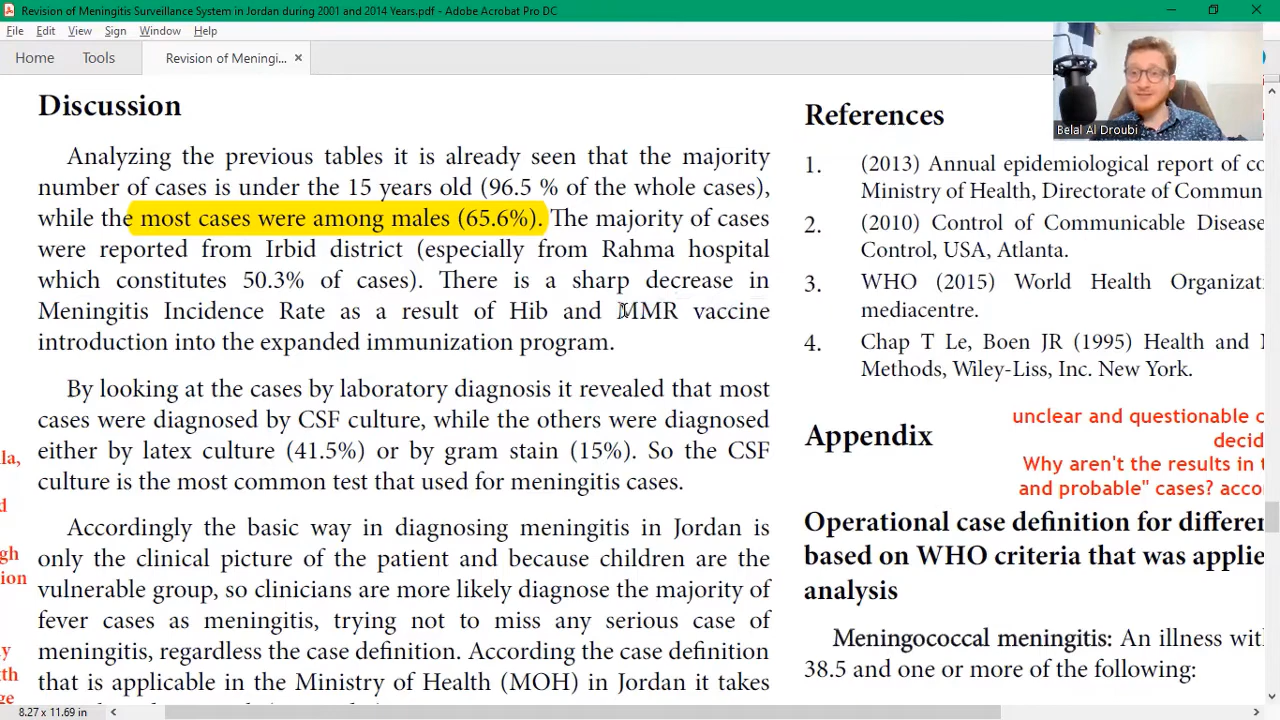 Revision of Meningitis Surveillance System in Jordan during 2001 and 2014 Years.pdf - Adobe Acrobat Pro DC
File Edit View Sign Window Help
Home Tools Revision of Meningi... ×
Belal Al Droubi
Discussion
Analyzing the previous tables it is already seen that the majority
number of cases is under the 15 years old (96.5 % of the whole cases),
while the most cases were among males (65.6%). The majority of cases
were reported from Irbid district (especially from Rahma hospital
which constitutes 50.3% of cases). There is a sharp decrease in
Meningitis Incidence Rate as a result of Hib and MMR vaccine
introduction into the expanded immunization program.
By looking at the cases by laboratory diagnosis it revealed that most
cases were diagnosed by CSF culture, while the others were diagnosed
either by latex culture (41.5%) or by gram stain (15%). So the CSF
culture is the most common test that used for meningitis cases.
Accordingly the basic way in diagnosing meningitis in Jordan is
only the clinical picture of the patient and because children are the
vulnerable group, so clinicians are more likely diagnose the majority of
fever cases as meningitis, trying not to miss any serious case of
meningitis, regardless the case definition. According the case definition
that is applicable in the Ministry of Health (MOH) in Jordan it takes
la,
d
gh
ion
y
th
ge
References
1. (2013) Annual epidemiological report of co
Ministry of Health, Directorate of Commun
2. (2010) Control of Communicable Diseas
Control, USA, Atlanta.
3. WHO (2015) World Health Organizati
mediacentre.
4. Chap T Le, Boen JR (1995) Health and
Methods, Wiley-Liss, Inc. New York.
unclear and questionable c
decid
Why aren't the results in t
and probable" cases? acco
Appendix
Operational case definition for differen
based on WHO criteria that was applie
analysis
Meningococcal meningitis: An illness wit
38.5 and one or more of the following:
8.27 x 11.69 in